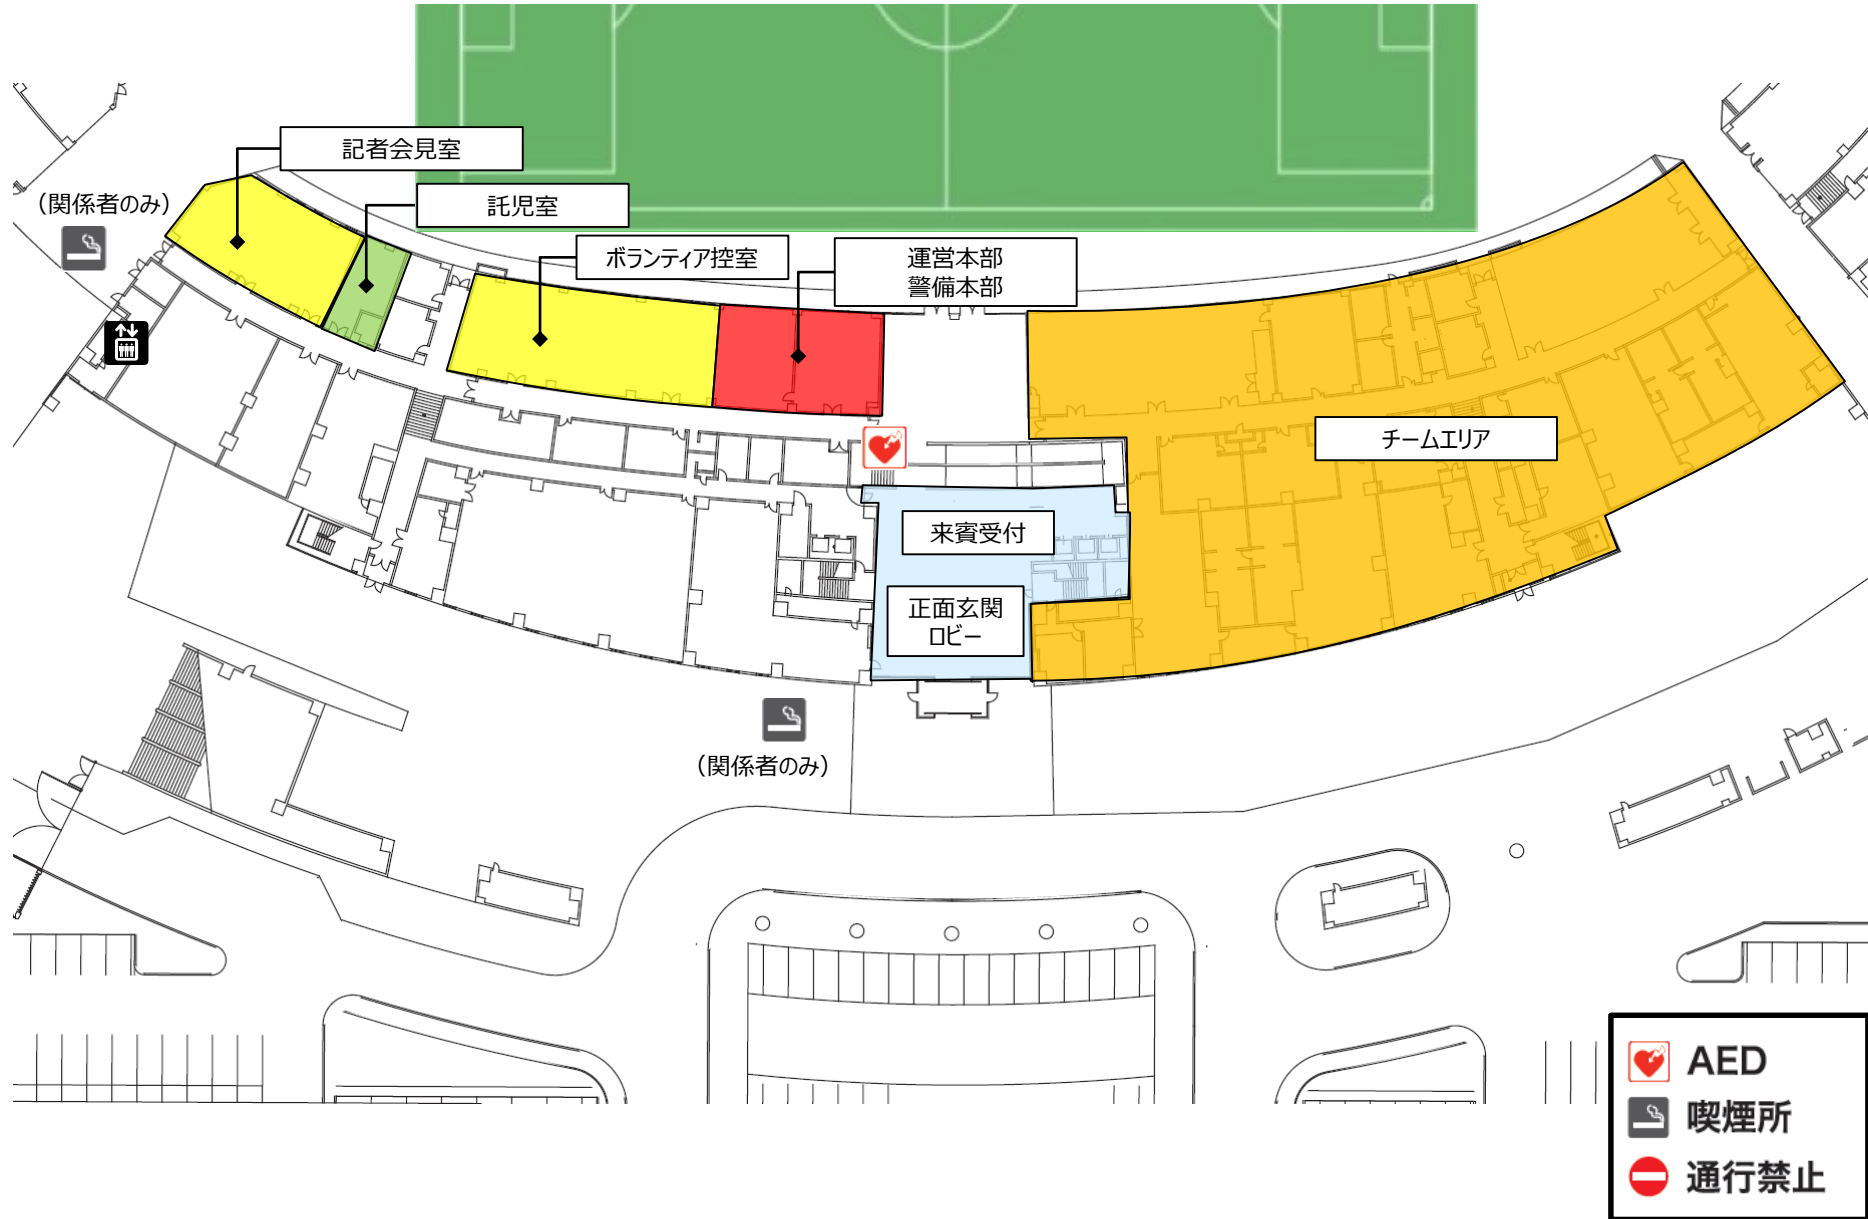 記者会見室
託児室
(関係者のみ)
ボランティア控室
運営本部
警備本部
チームエリア
来賓受付
正面玄関
ロビー
(関係者のみ)
AED
喫煙所
通行禁止